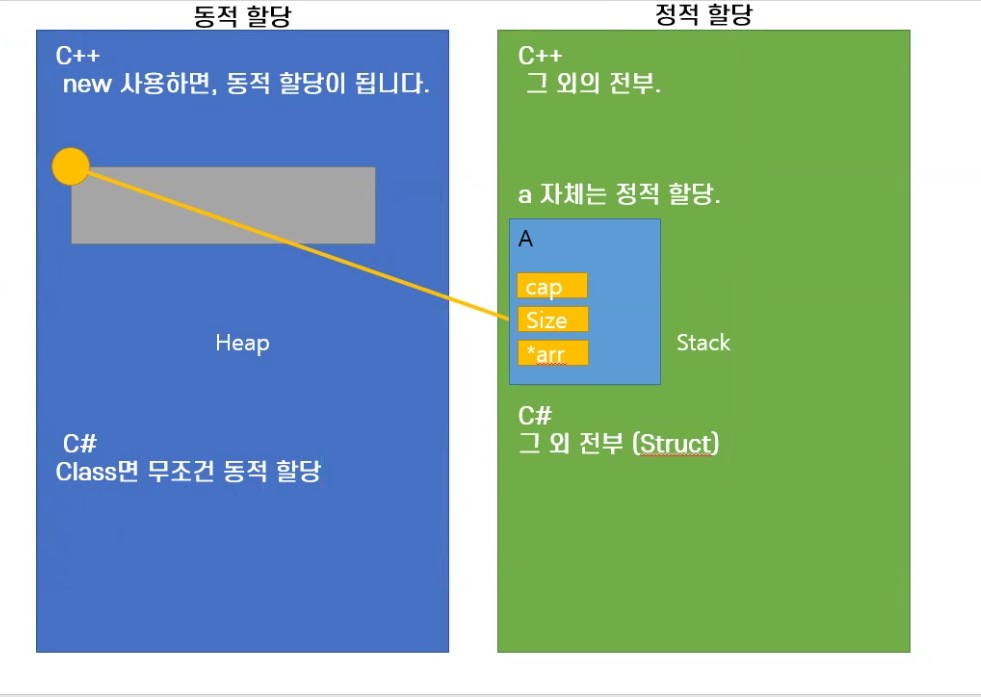 동적 할당
C++
new 사용하면, 동적 할당이 됩니다.
Heap
C#
Class면 무조건 동적 할당
정적 할당
C++
그 외의 전부.
a 자체는 정적 할당.
A
cap
Size
*arr
Stack
C#
그 외 전부 (Struct)